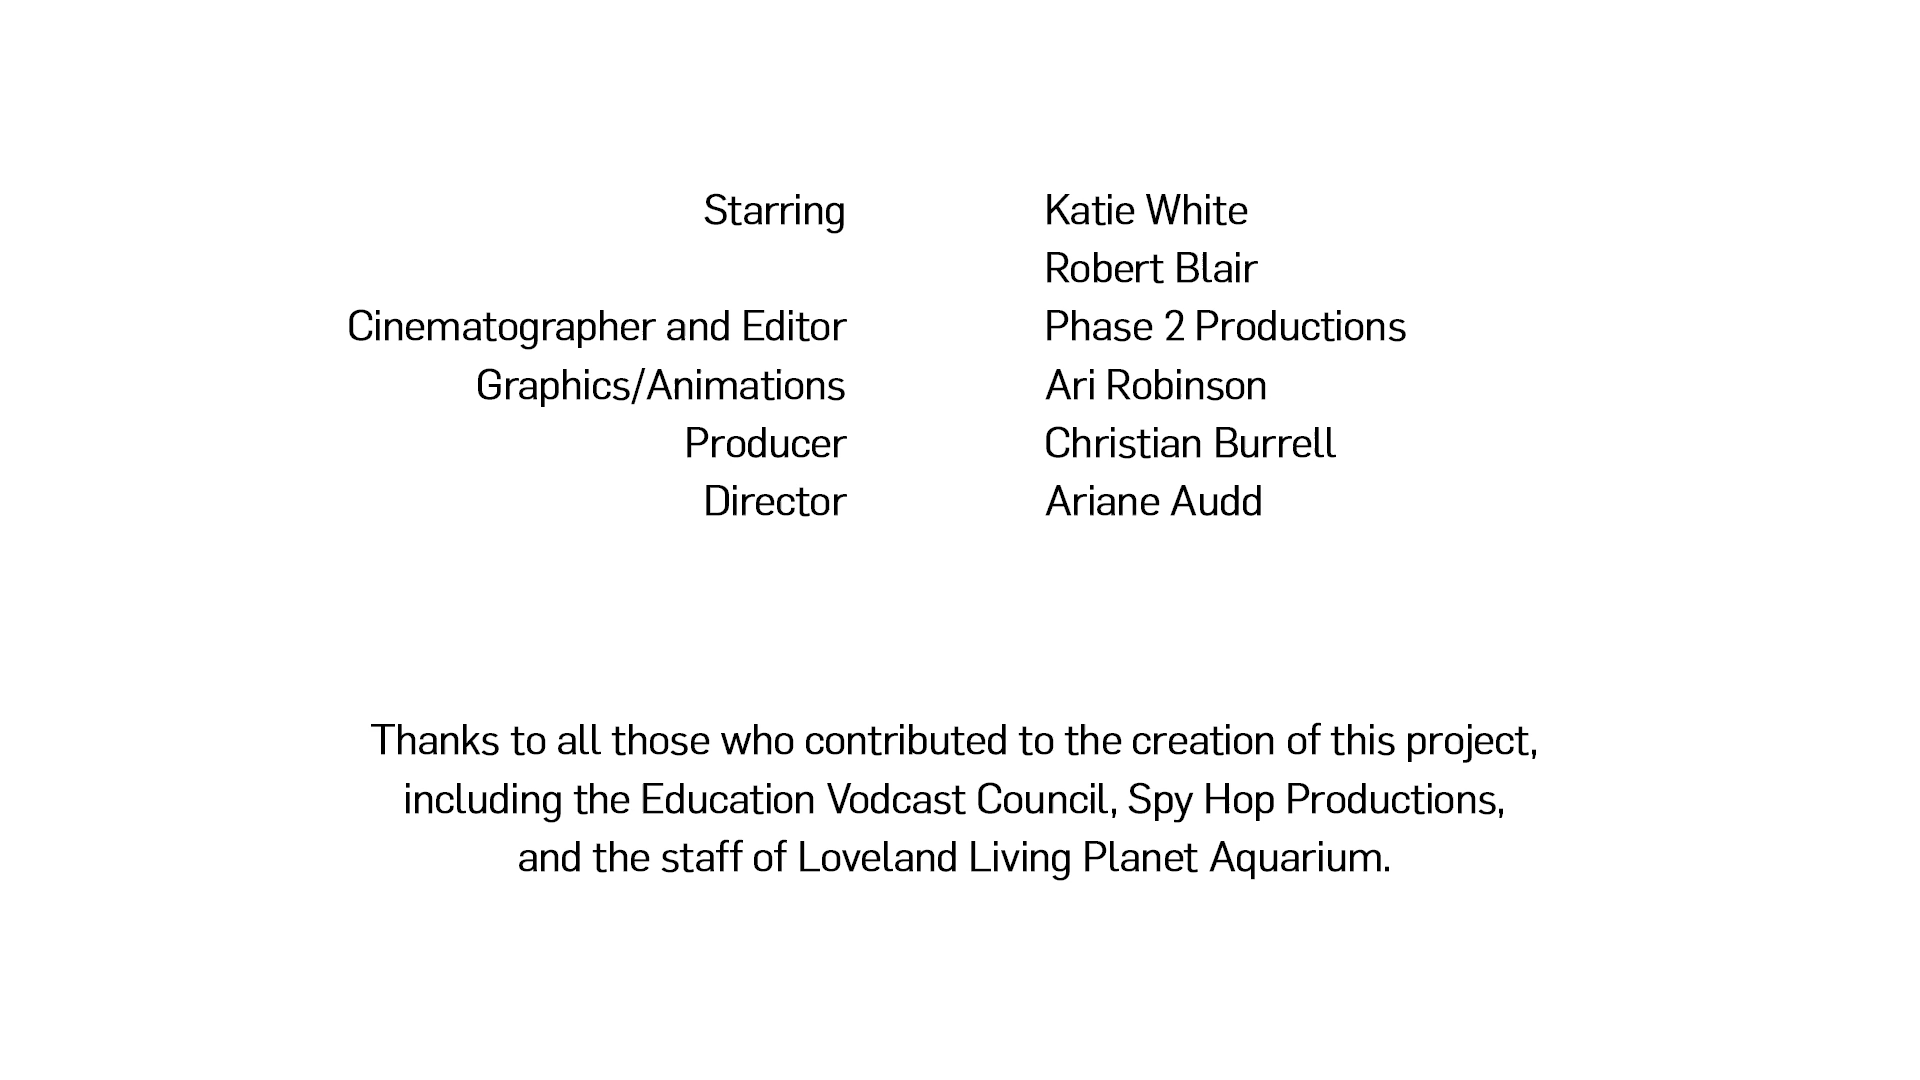 Starring Katie White
Robert Blair
Cinematographer and Editor Phase 2 Productions
Graphics/Animations Ari Robinson
Producer Christian Burrell
Director Ariane Audd
Thanks to all those who contributed to the creation of this project,
including the Education Vodcast Council, Spy Hop Productions,
and the staff of Loveland Living Planet Aquarium.